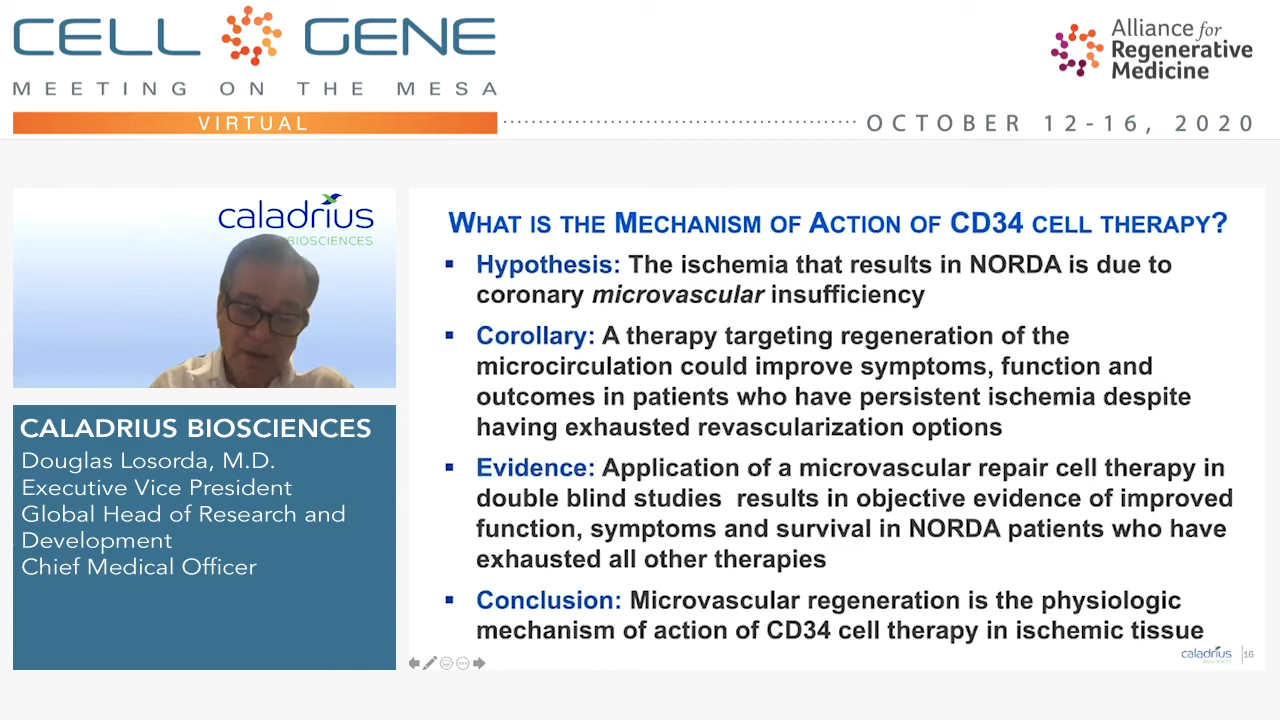 CELL GENE
MEETING ON THE MESA
VIRTUAL
Alliance for
Regenerative
Medicine
OCTOBER 12-16, 2020
caladrius
BIOSCIENCES
CALADRIUS BIOSCIENCES
Douglas Losorda, M.D.
Executive Vice President
Global Head of Research and
Development
Chief Medical Officer
WHAT IS THE MECHANISM OF ACTION OF CD34 CELL THERAPY?
▪ Hypothesis: The ischemia that results in NORDA is due to
coronary microvascular insufficiency
▪ Corollary: A therapy targeting regeneration of the
microcirculation could improve symptoms, function and
outcomes in patients who have persistent ischemia despite
having exhausted revascularization options
▪ Evidence: Application of a microvascular repair cell therapy in
double blind studies results in objective evidence of improved
function, symptoms and survival in NORDA patients who have
exhausted all other therapies
▪ Conclusion: Microvascular regeneration is the physiologic
mechanism of action of CD34 cell therapy in ischemic tissue
caladrius
BIOSCIENCES
16